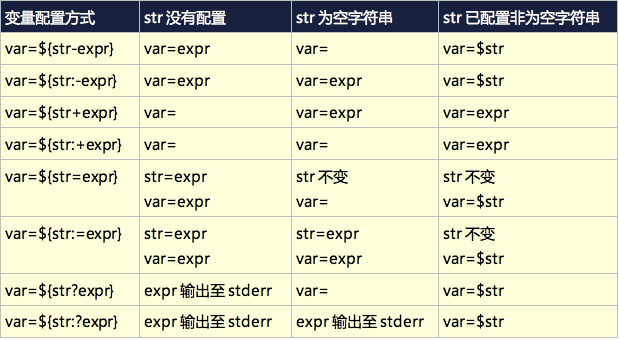 变量配置方式 str 没有配置 str 为空字符串 str 已配置非为空字符串
var=${str-expr} var=expr var= var=$str
var=${str:-expr} var=expr var=expr var=$str
var=${str+expr} var= var=expr var=expr
var=${str:+expr} var= var= var=expr
var=${str=expr} str=expr str 不变 str 不变
var=expr var= var=$str
var=${str:=expr} str=expr str=expr str 不变
var=expr var=expr var=$str
var=${str?expr} expr 输出至 stderr var= var=$str
var=${str:?expr} expr 输出至 stderr expr 输出至 stderr var=$str